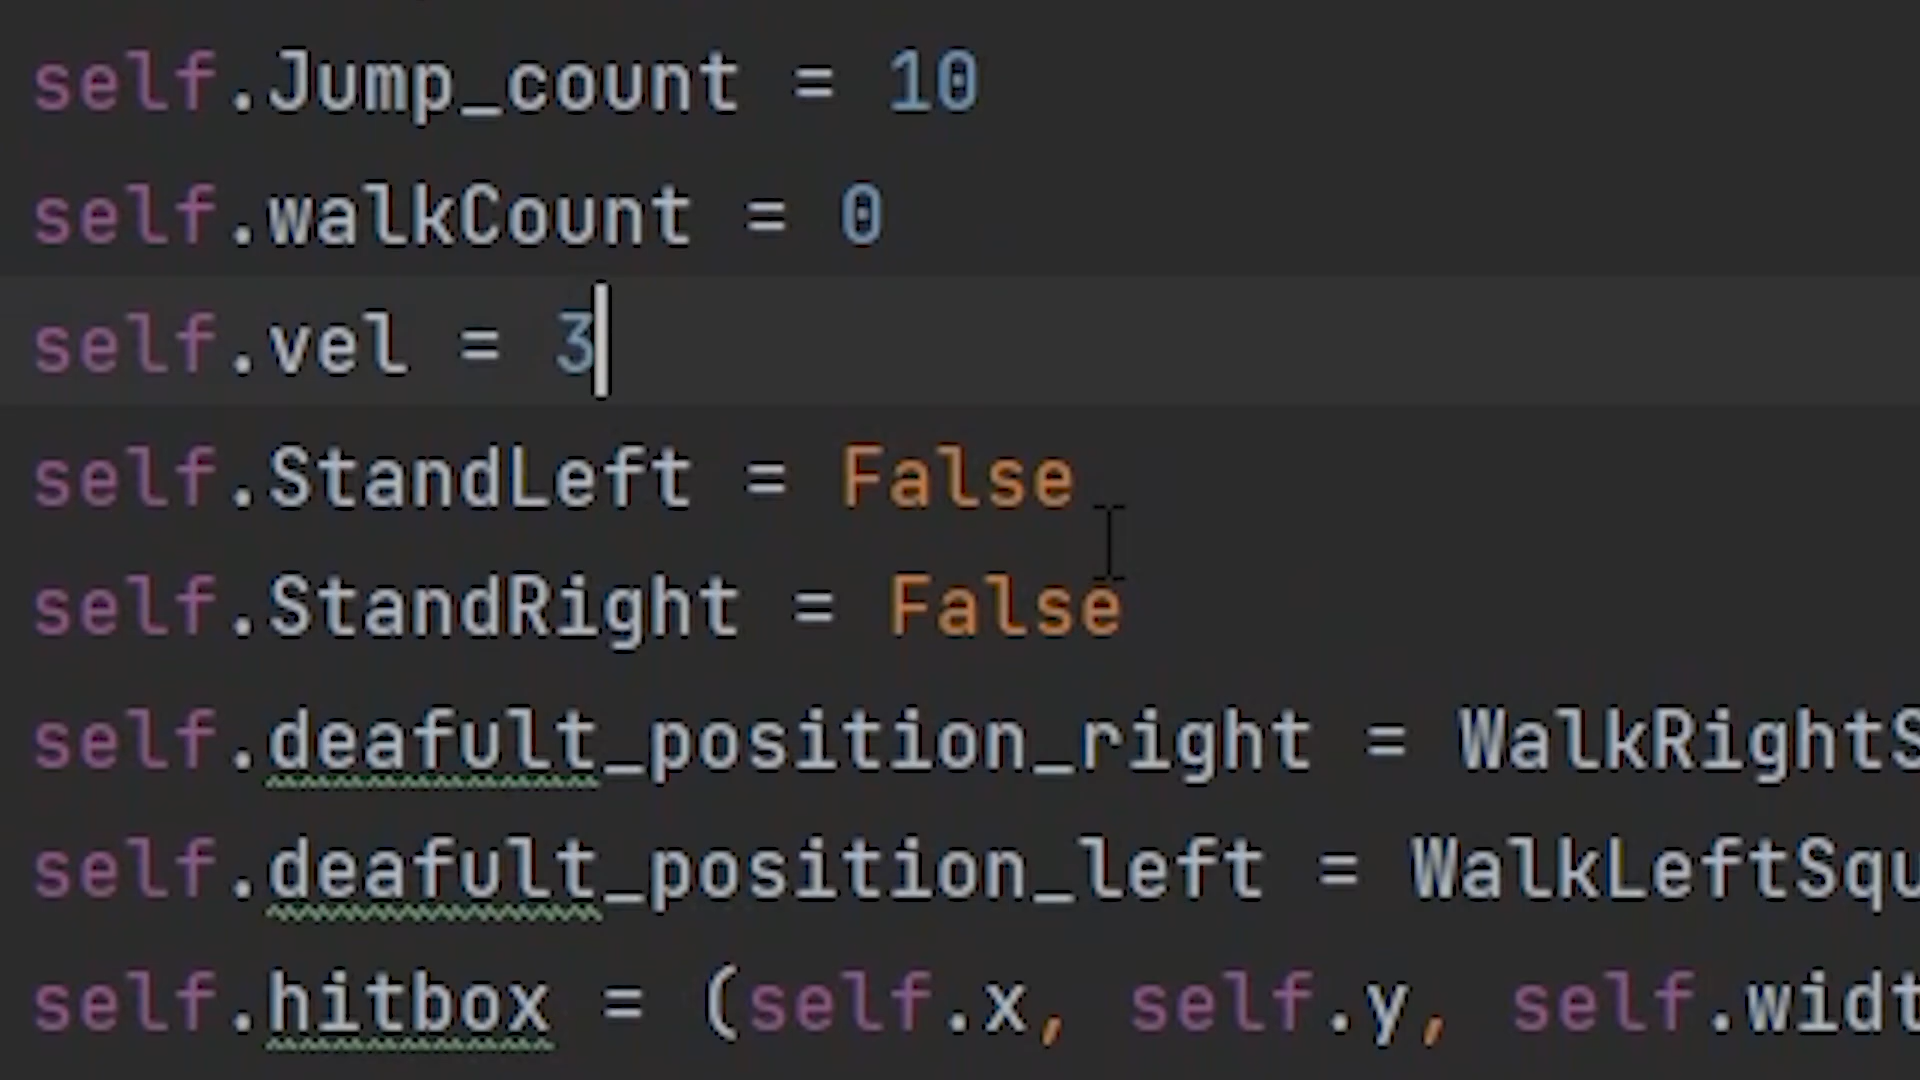 self.Jump_count = 10
self.walkCount = 0
self.vel = 3
self.StandLeft = False
self.StandRight = False
self.deafult_position_right = WalkRightS
self.deafult_position_left = WalkLeftSqu
self.hitbox = (self.x, self.y, self.widt